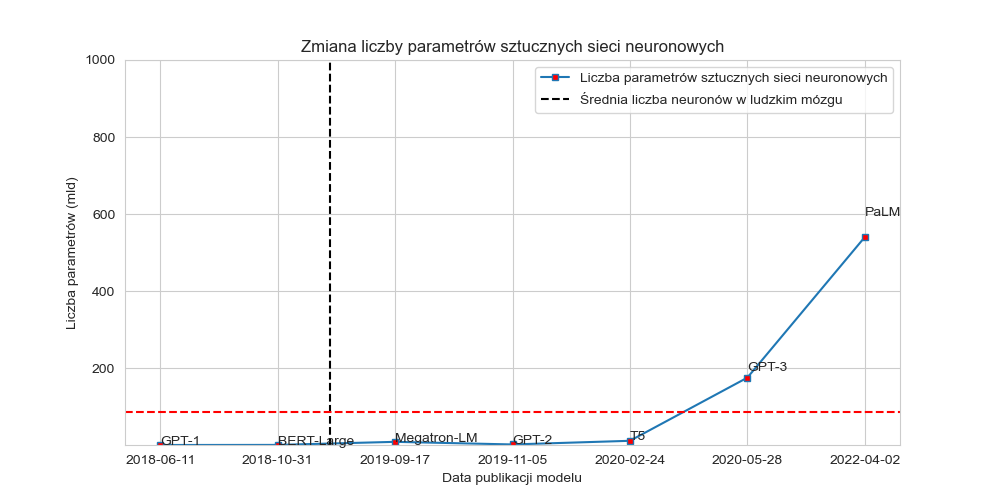 Zmiana liczby parametrów sztucznych sieci neuronowych
Liczba parametrów sztucznych sieci neuronowych
Średnia liczba neuronów w ludzkim mózgu
Liczba parametrów (mld)
1000
800
600
400
200
PaLM
GPT-3
GPT-1
BERT-Large
Megatron-LM
GPT-2
T5
2018-06-11
2018-10-31
2019-09-17
2019-11-05
2020-02-24
2020-05-28
2022-04-02
Data publikacji modelu